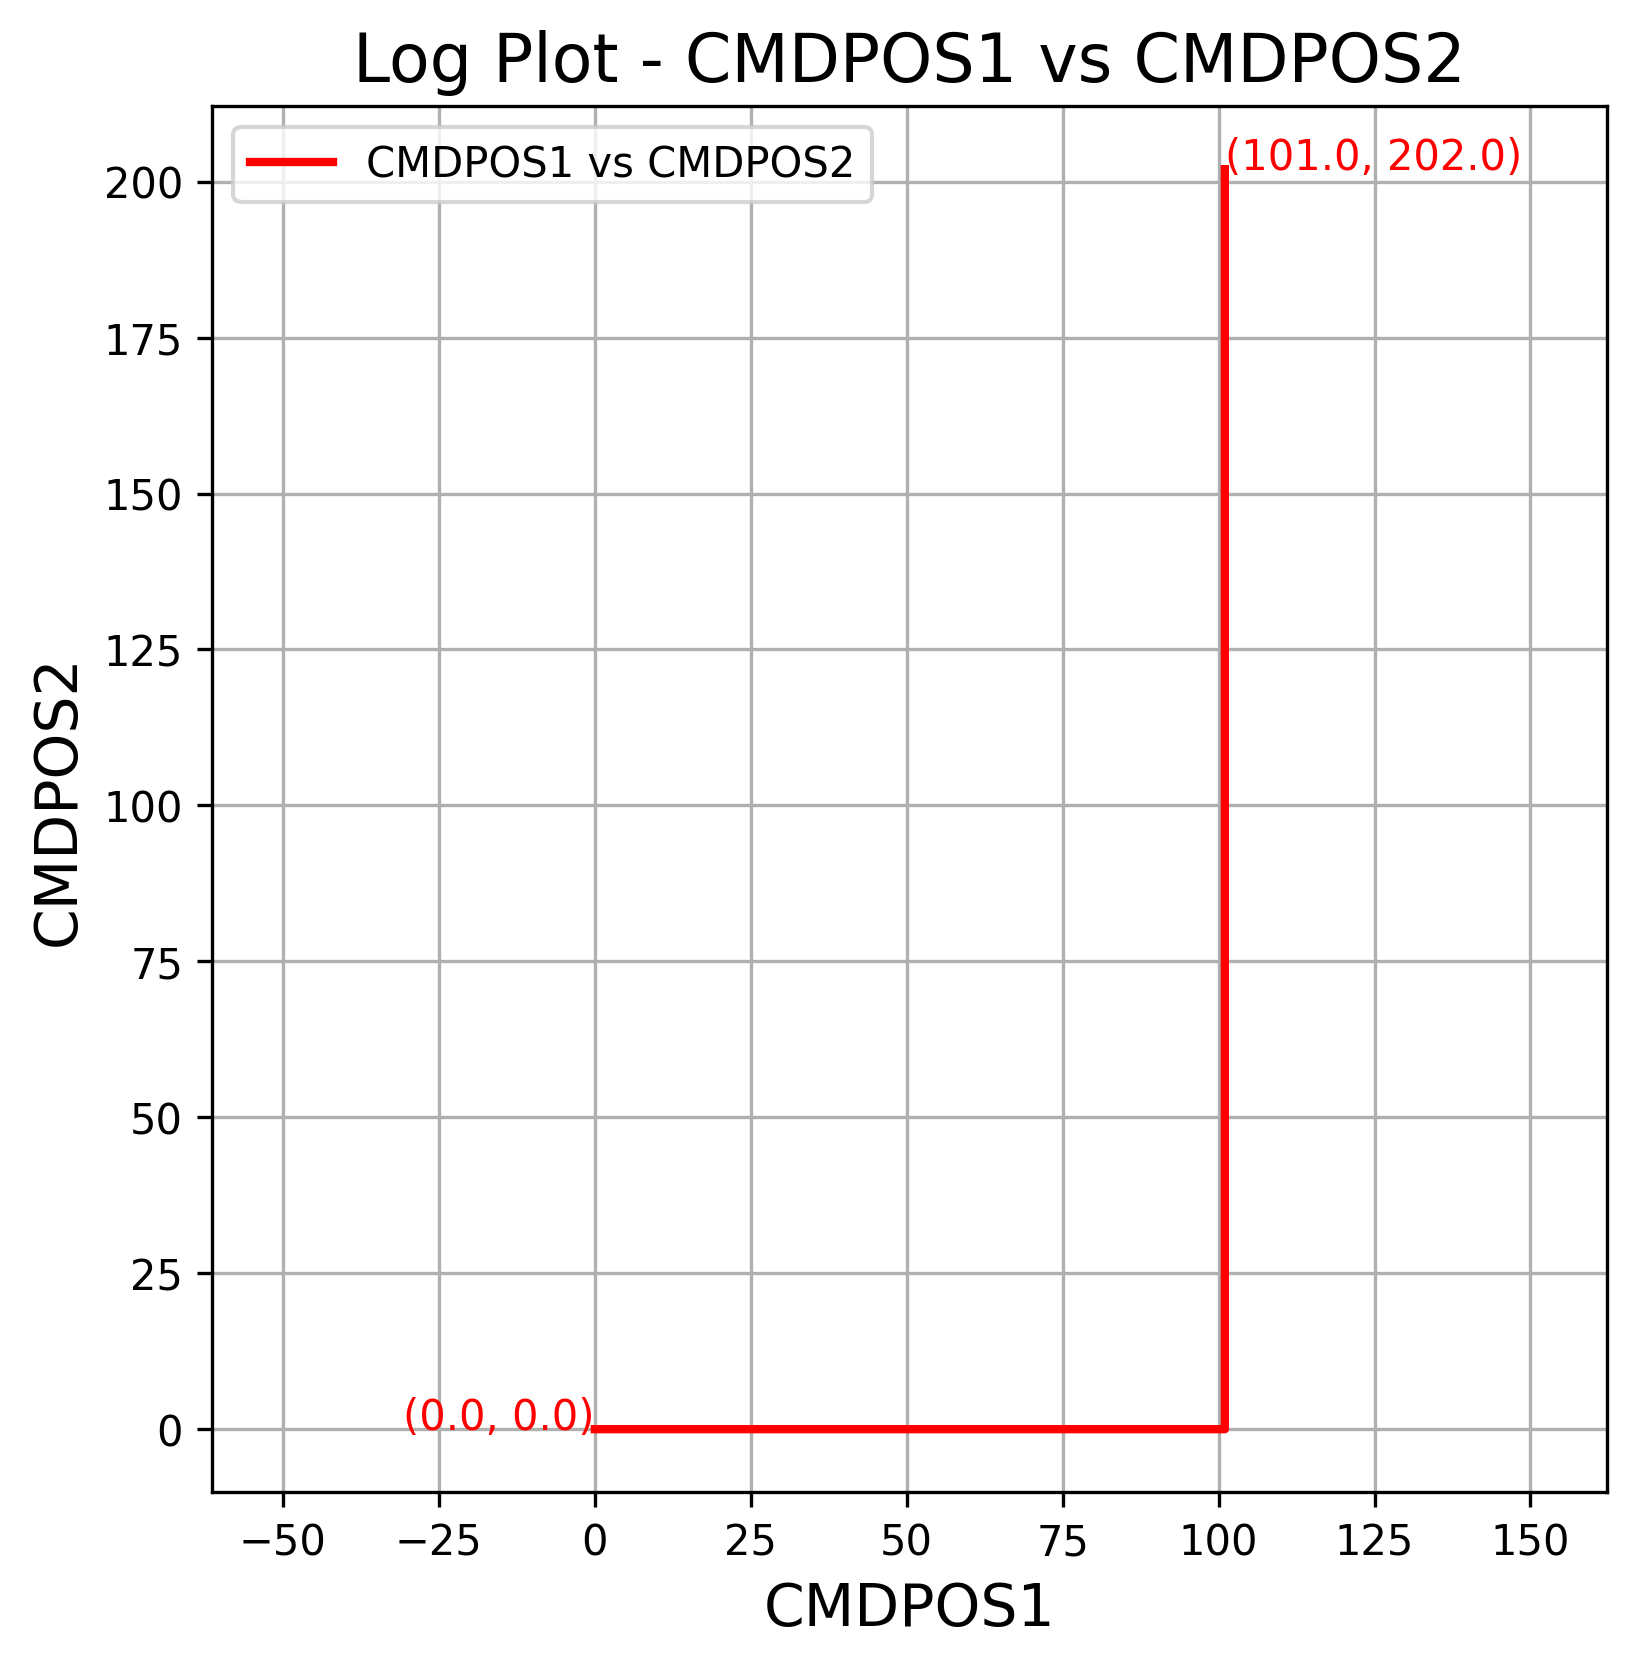 Log Plot - CMDPOS1 vs CMDPOS2
CMDPOS1 vs CMDPOS2
(101.0, 202.0)
200
175
150
125
100
75
50
25
0
CMDPOS2
(0.0, 0.0)
−50 −25 0 25 50 75 100 125 150
CMDPOS1